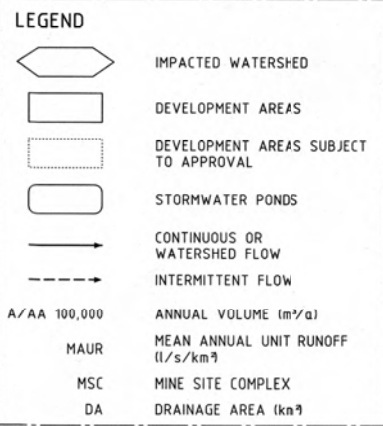 LEGEND
IMPACTED WATERSHED
DEVELOPMENT AREAS
DEVELOPMENT AREAS SUBJECT
TO APPROVAL
STORMWATER PONDS
CONTINUOUS OR
WATERSHED FLOW
INTERMITTENT FLOW
A/AA 100,000 ANNUAL VOLUME (m³/a)
MAUR MEAN ANNUAL UNIT RUNOFF
(l/s/km²)
MSC MINE SITE COMPLEX
DA DRAINAGE AREA (km²)